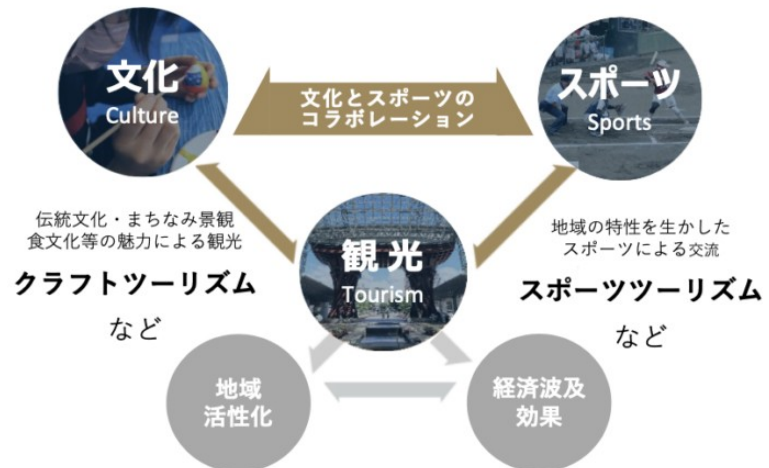 文化
Culture
文化とスポーツの
コラボレーション
スポーツ
Sports
伝統文化・まちなみ景観
食文化等の魅力による観光
クラフトツーリズム
など
観光
Tourism
地域の特性を生かした
スポーツによる交流
スポーツツーリズム
など
地域
活性化
経済波及
効果